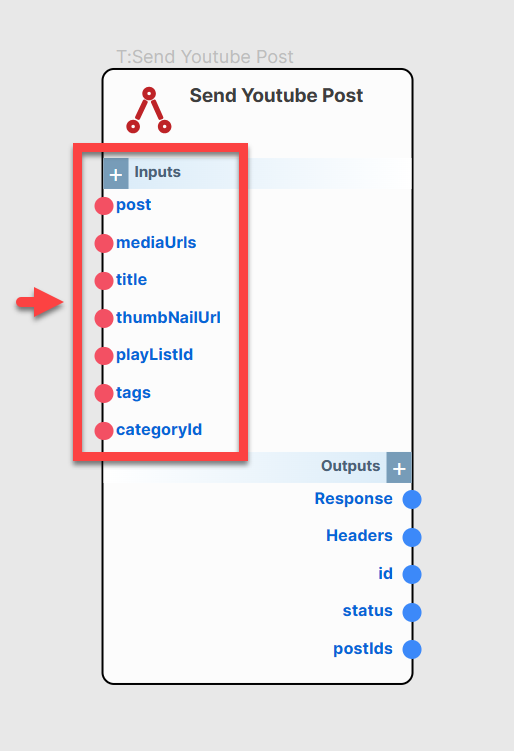 T:Send Youtube Post
Send Youtube Post
+ Inputs
post
mediaUrls
title
thumbNailUrl
playListId
tags
categoryId
Outputs +
Response
Headers
id
status
postIds